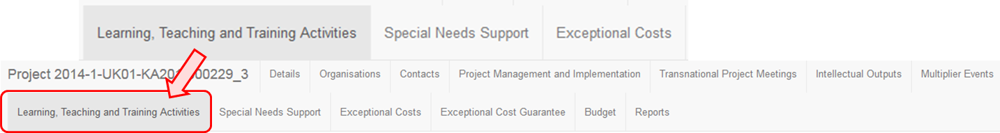 Learning, Teaching and Training Activities Special Needs Support Exceptional Costs
Project 2014-1-UK01-KA20 00229_3 Details Organisations Contacts Project Management and Implementation Transnational Project Meetings Intellectual Outputs Multiplier Events
Learning, Teaching and Training Activities Special Needs Support Exceptional Costs Exceptional Cost Guarantee Budget Reports